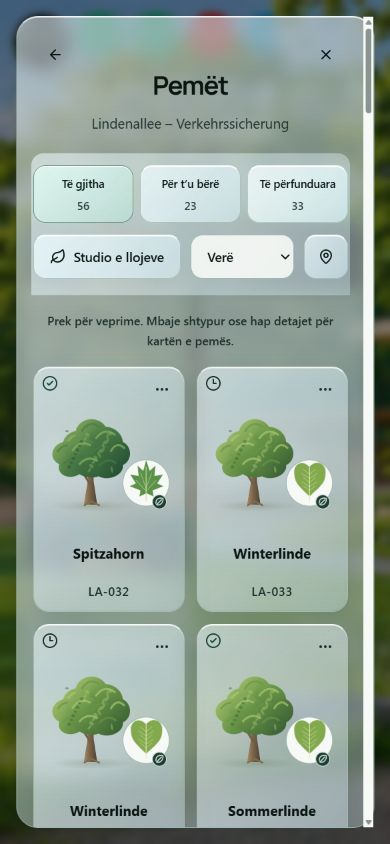 Pemët
Lindenallee – Verkehrssicherung
Të gjitha
56
Për t’u bërë
23
Të përfunduara
33
Studio e llojeve
Verë
Prek për veprime. Mbaje shtypur ose hap detajet për
kartën e pemës.
Spitzahorn
LA-032
Winterlinde
LA-033
Winterlinde
Sommerlinde